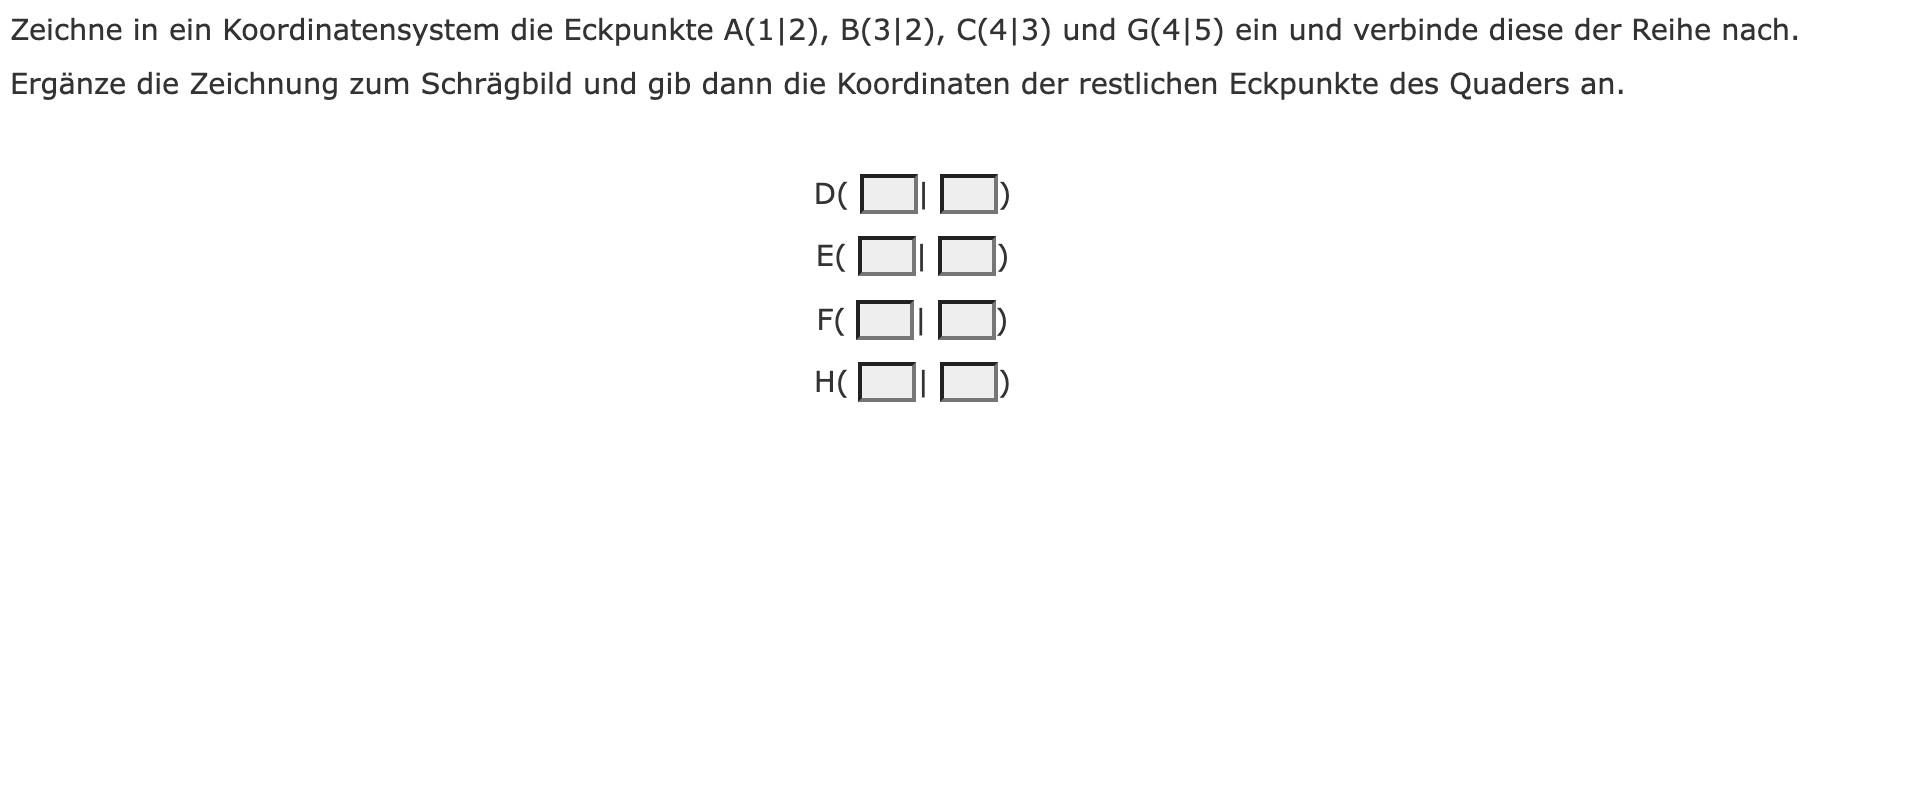 Zeichne in ein Koordinatensystem die Eckpunkte A(1|2), B(3|2), C(4|3) und G(4|5) ein und verbinde diese der Reihe nach.
Ergänze die Zeichnung zum Schrägbild und gib dann die Koordinaten der restlichen Eckpunkte des Quaders an.
D( | )
E( | )
F( | )
H( | )